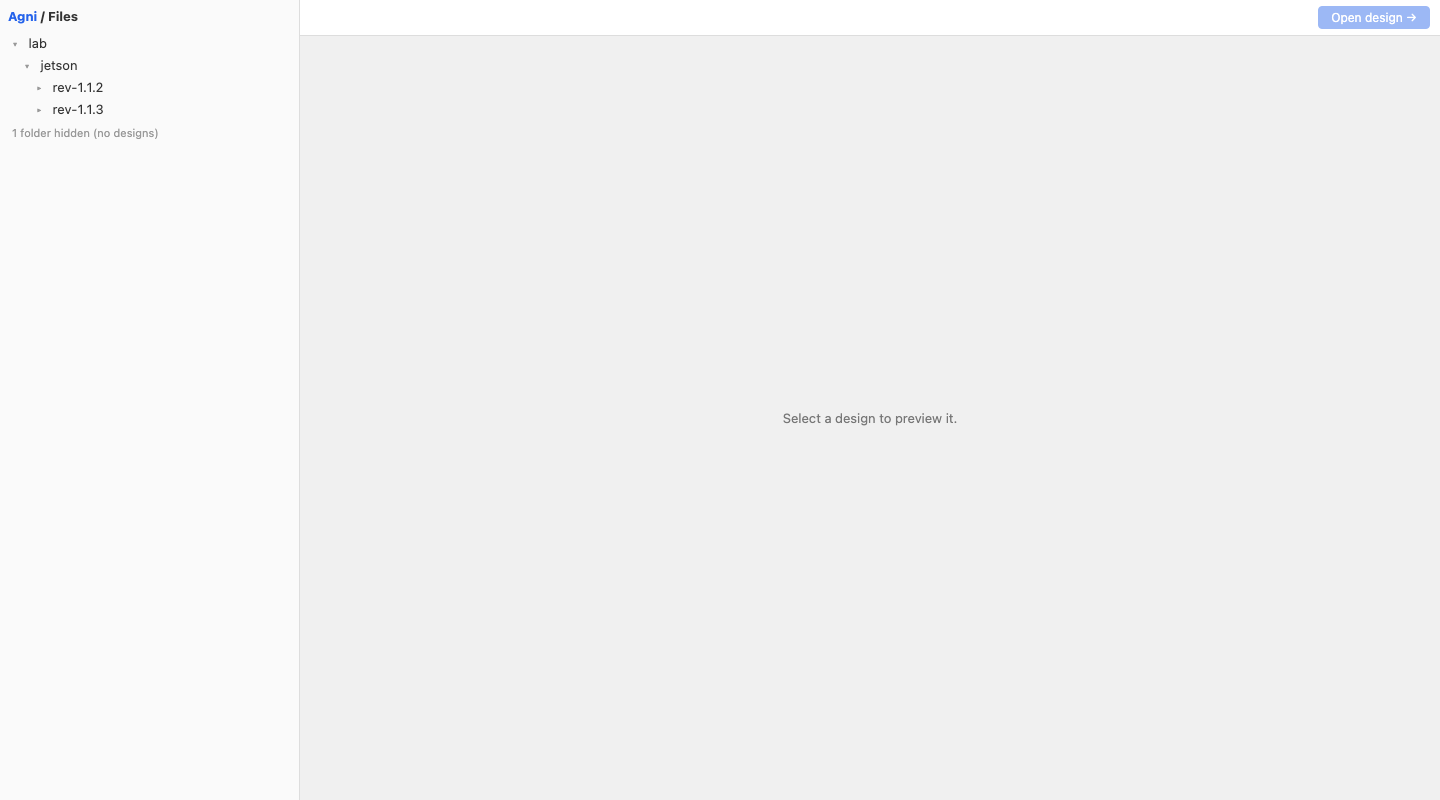 Agni / Files
Open design →
lab
jetson
rev-1.1.2
rev-1.1.3
1 folder hidden (no designs)
Select a design to preview it.